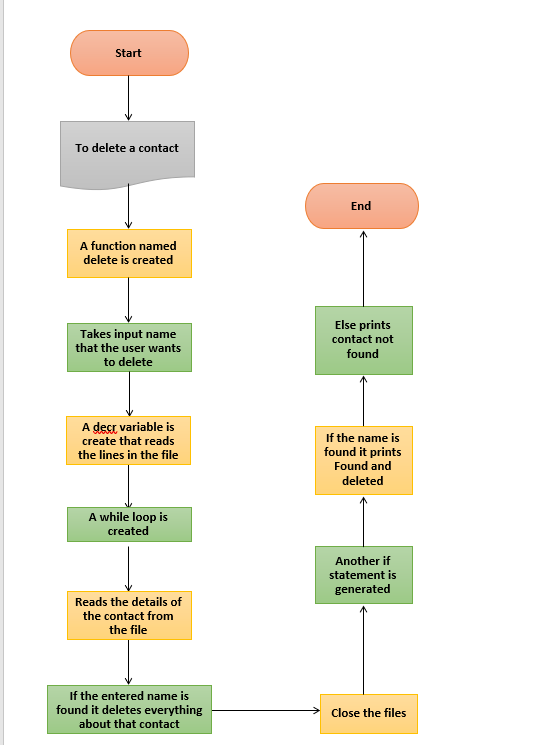 Start
To delete a contact
A function named
delete is created
Takes input name
that the user wants
to delete
A decr variable is
create that reads
the lines in the file
A while loop is
created
Reads the details of
the contact from
the file
If the entered name is
found it deletes everything
about that contact
Close the files
Another if
statement is
generated
If the name is
found it prints
Found and
deleted
Else prints
contact not
found
End